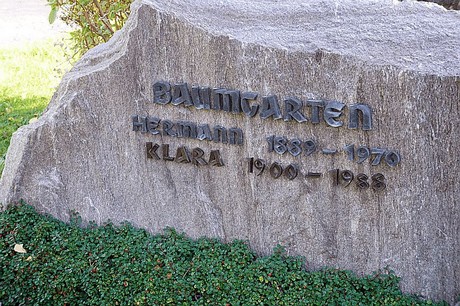 BAUMGARTEN
HERMANN 1889 – 1970
KLARA 1900 – 1988